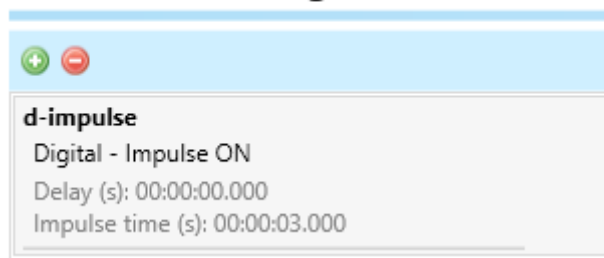 d-impulse
Digital - Impulse ON
Delay (s): 00:00:00.000
Impulse time (s): 00:00:03.000